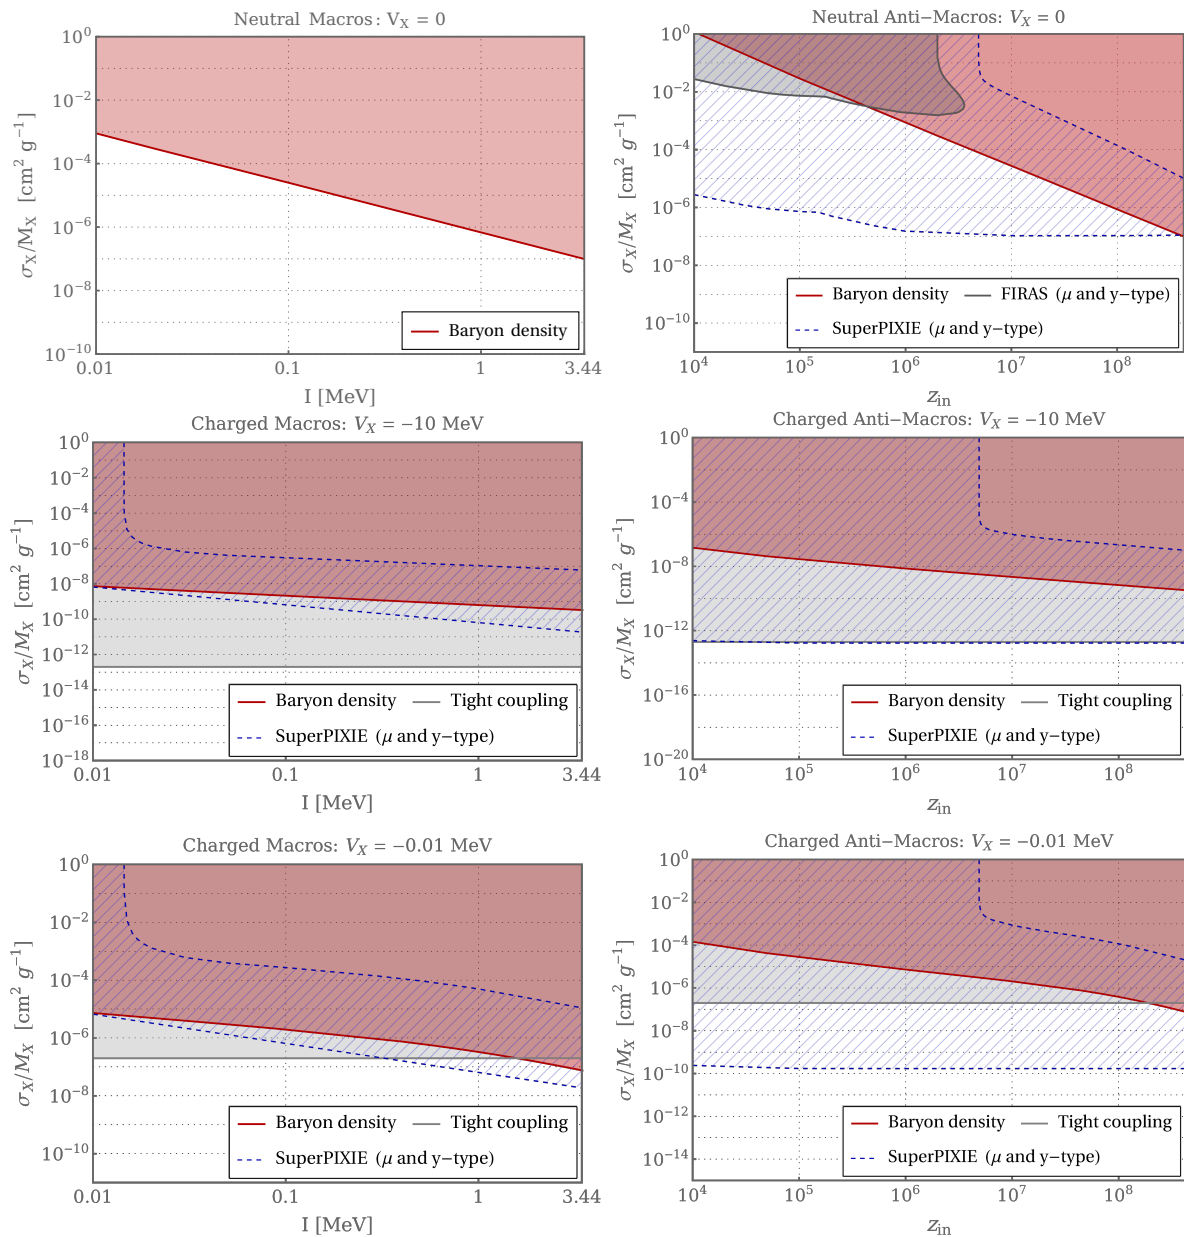 Neutral Macros: V_X = 0
10^0
10^−2
10^−4
10^−6
10^−8
10^−10
σ_X/M_X [cm^2 g^−1]
Baryon density
0.01 0.1 1 3.44
I [MeV]
Neutral Anti−Macros: V_X = 0
10^0
10^−2
10^−4
10^−6
10^−8
10^−10
σ_X/M_X [cm^2 g^−1]
Baryon density FIRAS (μ and y−type)
SuperPIXIE (μ and y−type)
10^4 10^5 10^6 10^7 10^8
z_in
Charged Macros: V_X = −10 MeV
10^0
10^−2
10^−4
10^−6
10^−8
10^−10
10^−12
10^−14
10^−16
10^−18
σ_X/M_X [cm^2 g^−1]
Baryon density Tight coupling
SuperPIXIE (μ and y−type)
0.01 0.1 1 3.44
I [MeV]
Charged Anti−Macros: V_X = −10 MeV
10^0
10^−4
10^−8
10^−12
10^−16
10^−20
σ_X/M_X [cm^2 g^−1]
Baryon density Tight coupling
SuperPIXIE (μ and y−type)
10^4 10^5 10^6 10^7 10^8
z_in
Charged Macros: V_X = −0.01 MeV
10^0
10^−2
10^−4
10^−6
10^−8
10^−10
σ_X/M_X [cm^2 g^−1]
Baryon density Tight coupling
SuperPIXIE (μ and y−type)
0.01 0.1 1 3.44
I [MeV]
Charged Anti−Macros: V_X = −0.01 MeV
10^0
10^−2
10^−4
10^−6
10^−8
10^−10
10^−12
10^−14
σ_X/M_X [cm^2 g^−1]
Baryon density Tight coupling
SuperPIXIE (μ and y−type)
10^4 10^5 10^6 10^7 10^8
z_in